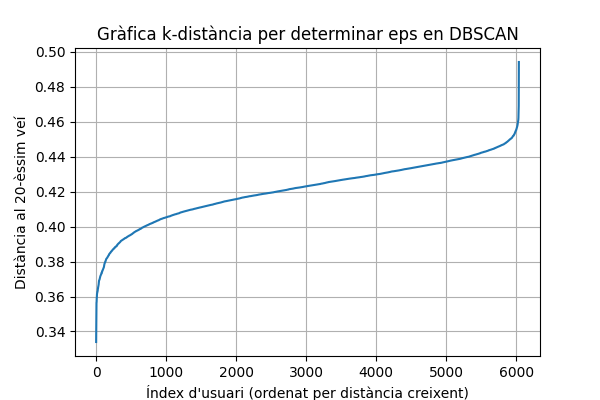 Gràfica k-distància per determinar eps en DBSCAN
Distància al 20-èssim veí
0.50
0.48
0.46
0.44
0.42
0.40
0.38
0.36
0.34
0 1000 2000 3000 4000 5000 6000
Índex d'usuari (ordenat per distància creixent)